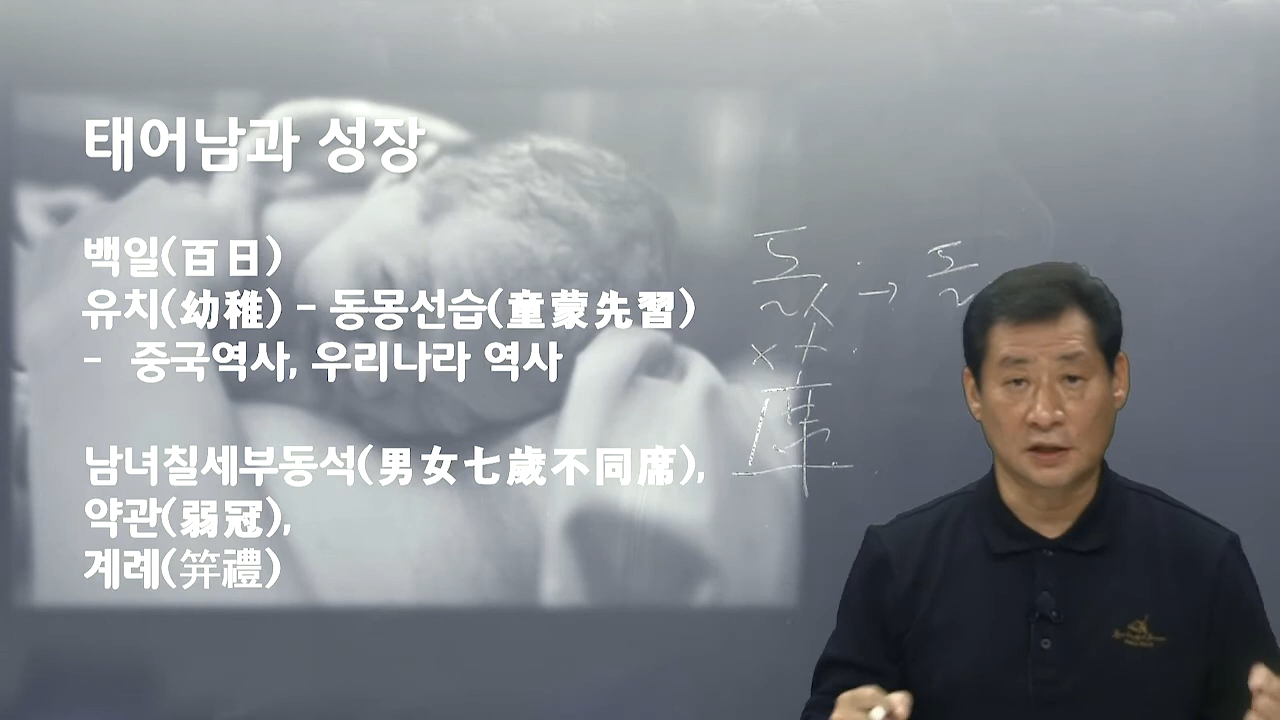 태어남과 성장
백일(百日)
유치(幼稚) - 동몽선습(童蒙先習)
- 중국역사, 우리나라 역사
남녀칠세부동석(男女七歲不同席),
약관(弱冠),
계례(笄禮)